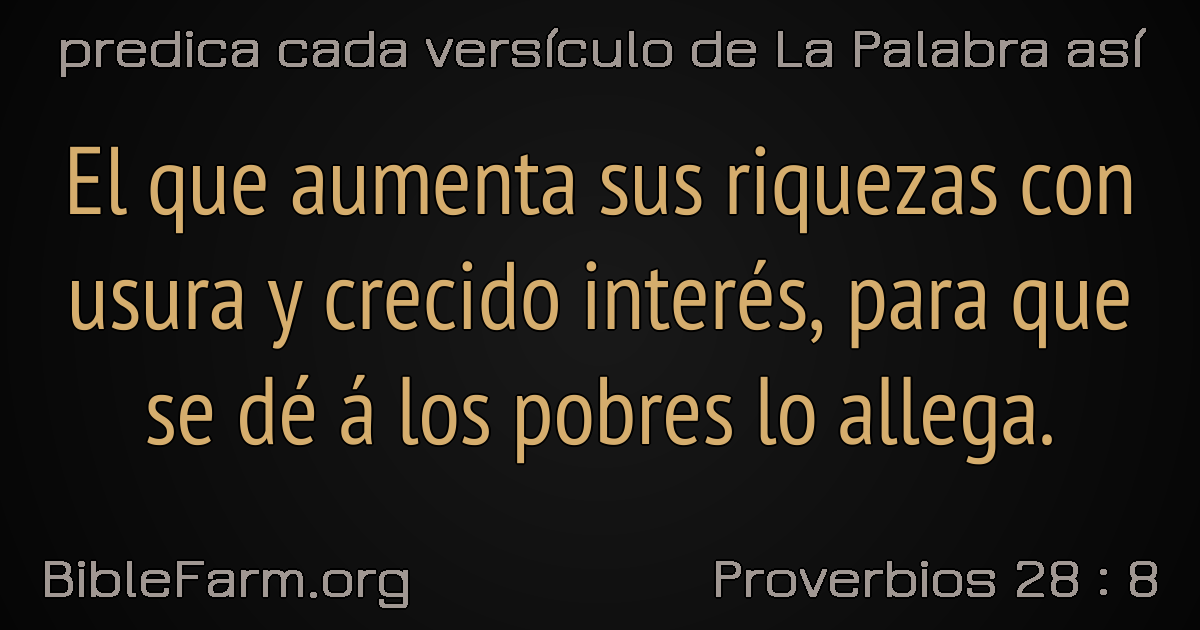 predica cada versículo de La Palabra así
El que aumenta sus riquezas con
usura y crecido interés, para que
se dé á los pobres lo allega.
BibleFarm.org
Proverbios 28 : 8